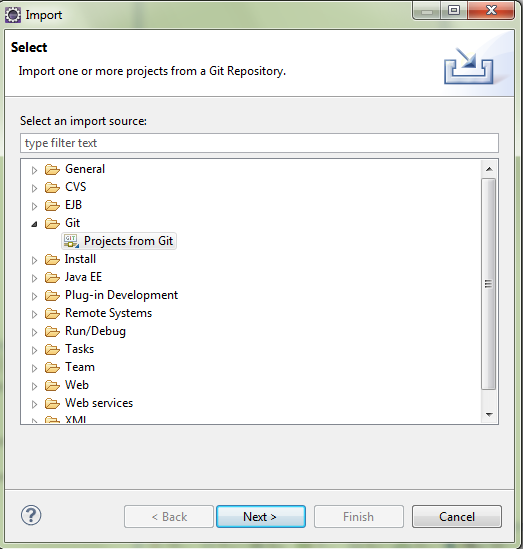 Import
Select
Import one or more projects from a Git Repository.
Select an import source:
type filter text
General
CVS
EJB
Git
GIT Projects from Git
Install
Java EE
Plug-in Development
Remote Systems
Run/Debug
Tasks
Team
Web
Web services
XML
? < Back Next > Finish Cancel